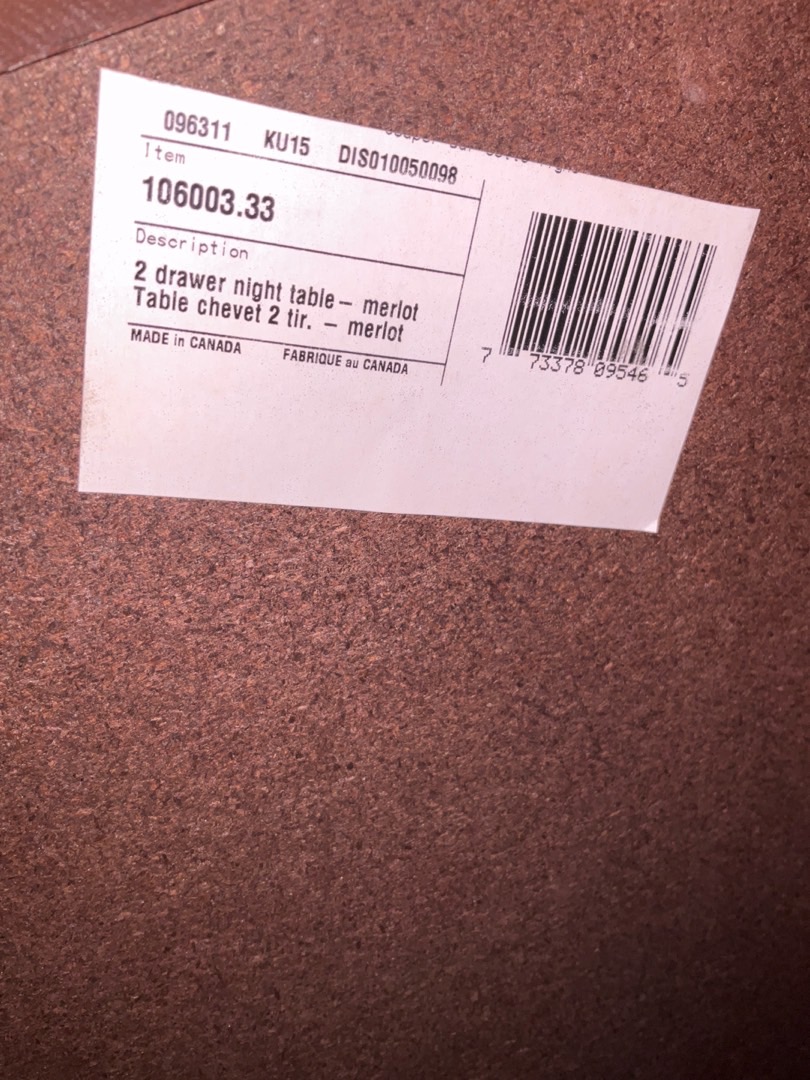 096311 KU15 DIS010050098
Item
106003.33
Description
2 drawer night table – merlot
Table chevet 2 tir. – merlot
MADE in CANADA FABRIQUE au CANADA
7 73378 09546 5